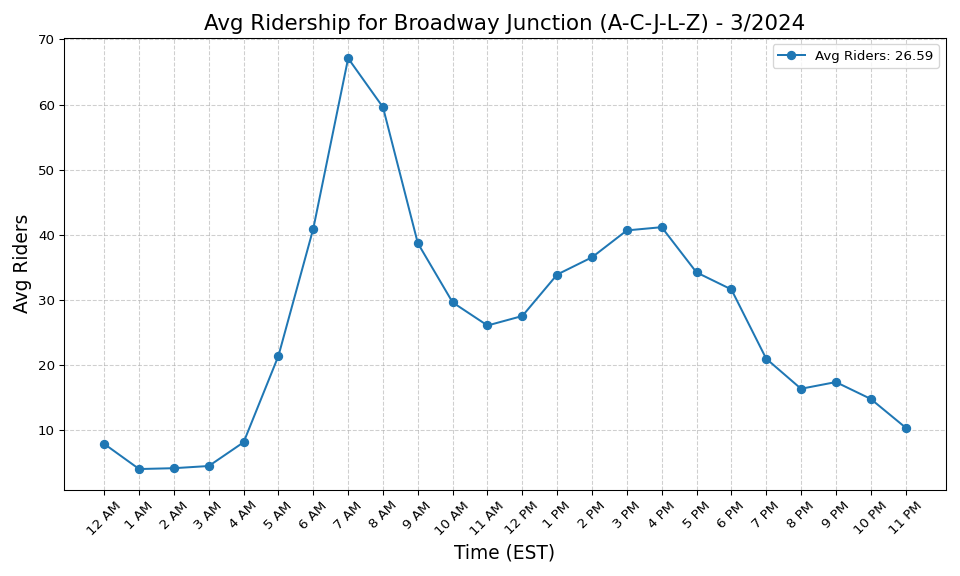 Avg Ridership for Broadway Junction (A-C-J-L-Z) - 3/2024
Avg Riders: 26.59
Avg Riders
70
60
50
40
30
20
10
12 AM
1 AM
2 AM
3 AM
4 AM
5 AM
6 AM
7 AM
8 AM
9 AM
10 AM
11 AM
12 PM
1 PM
2 PM
3 PM
4 PM
5 PM
6 PM
7 PM
8 PM
9 PM
10 PM
11 PM
Time (EST)